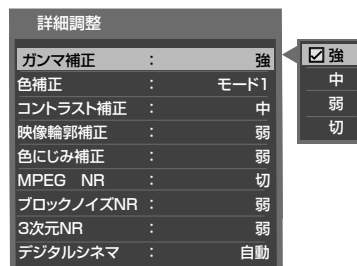 詳細調整
ガンマ補正 : 強
色補正 : モード1
コントラスト補正 : 中
映像輪郭補正 : 弱
色にじみ補正 : 弱
MPEG NR : 切
ブロックノイズNR : 弱
3次元NR : 弱
デジタルシネマ : 自動
強
中
弱
切